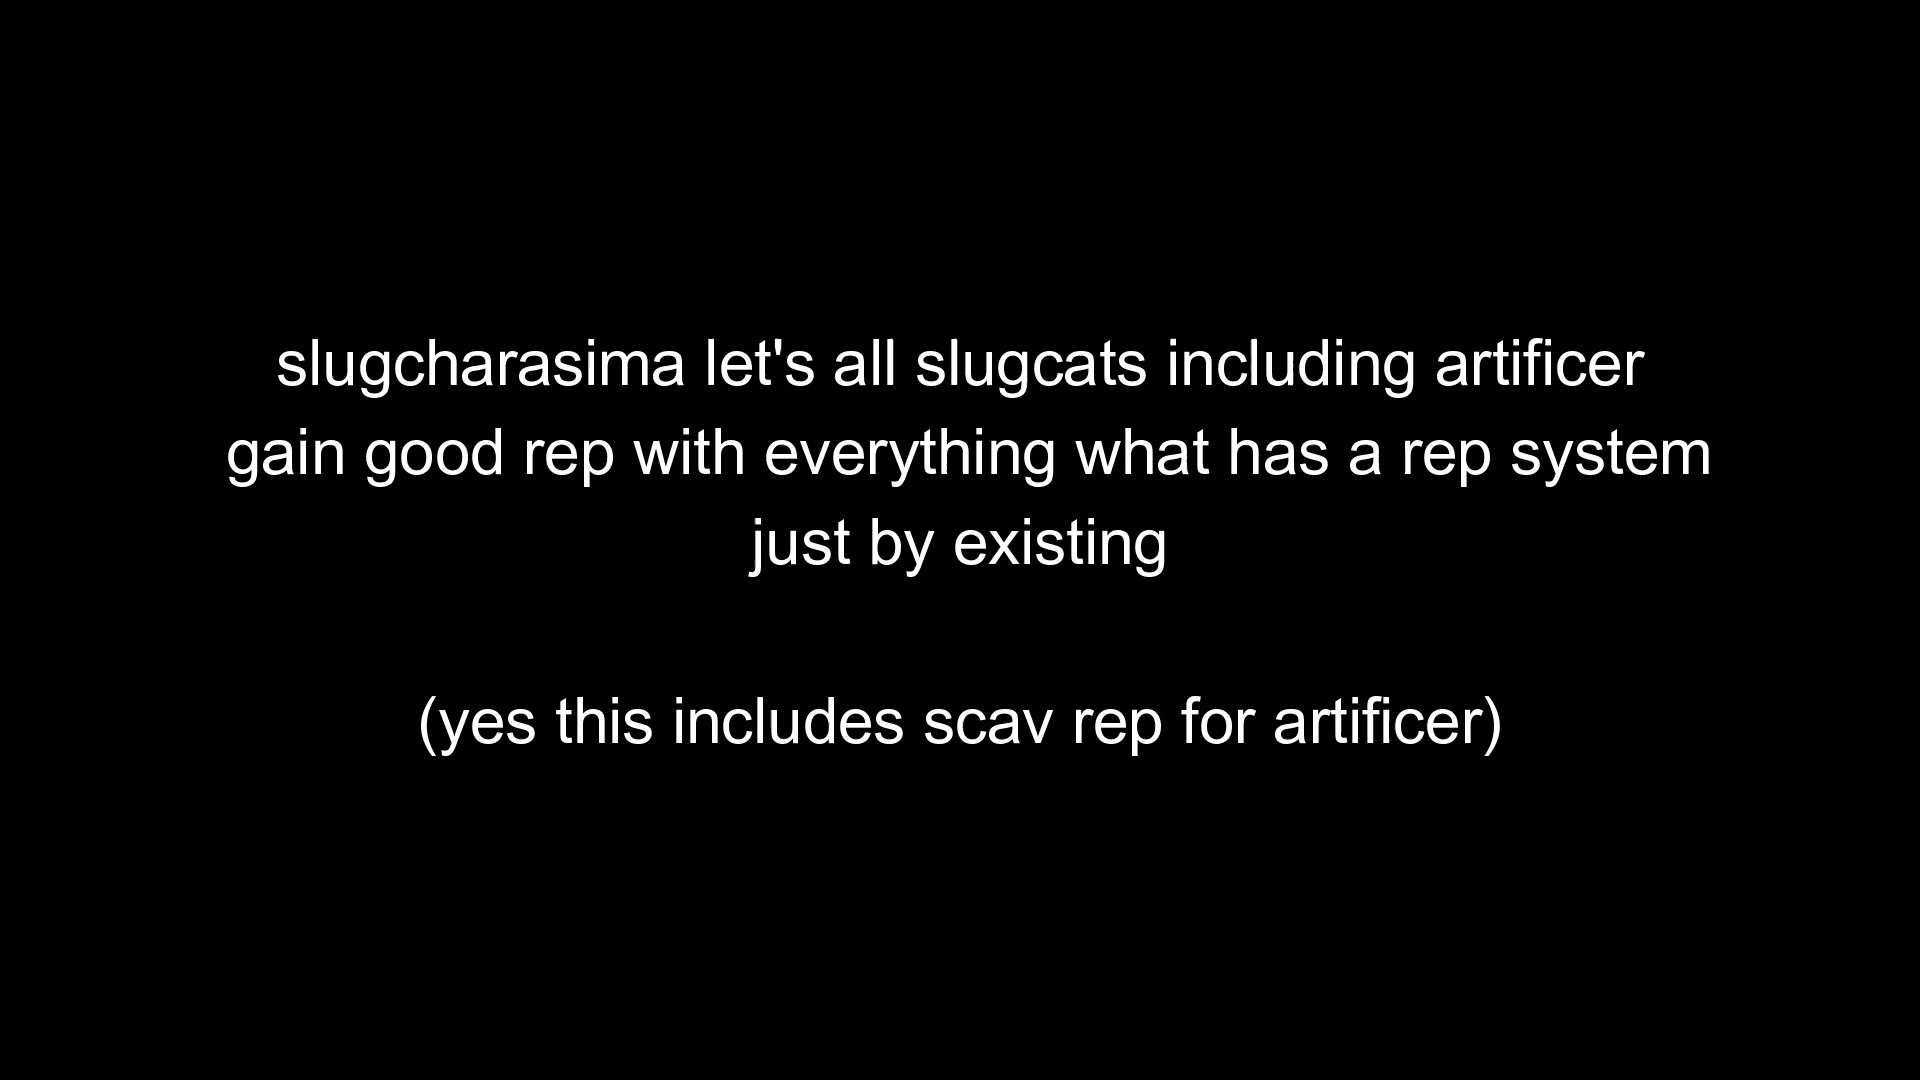 slugcharasima let's all slugcats including artificer
gain good rep with everything what has a rep system
just by existing
(yes this includes scav rep for artificer)